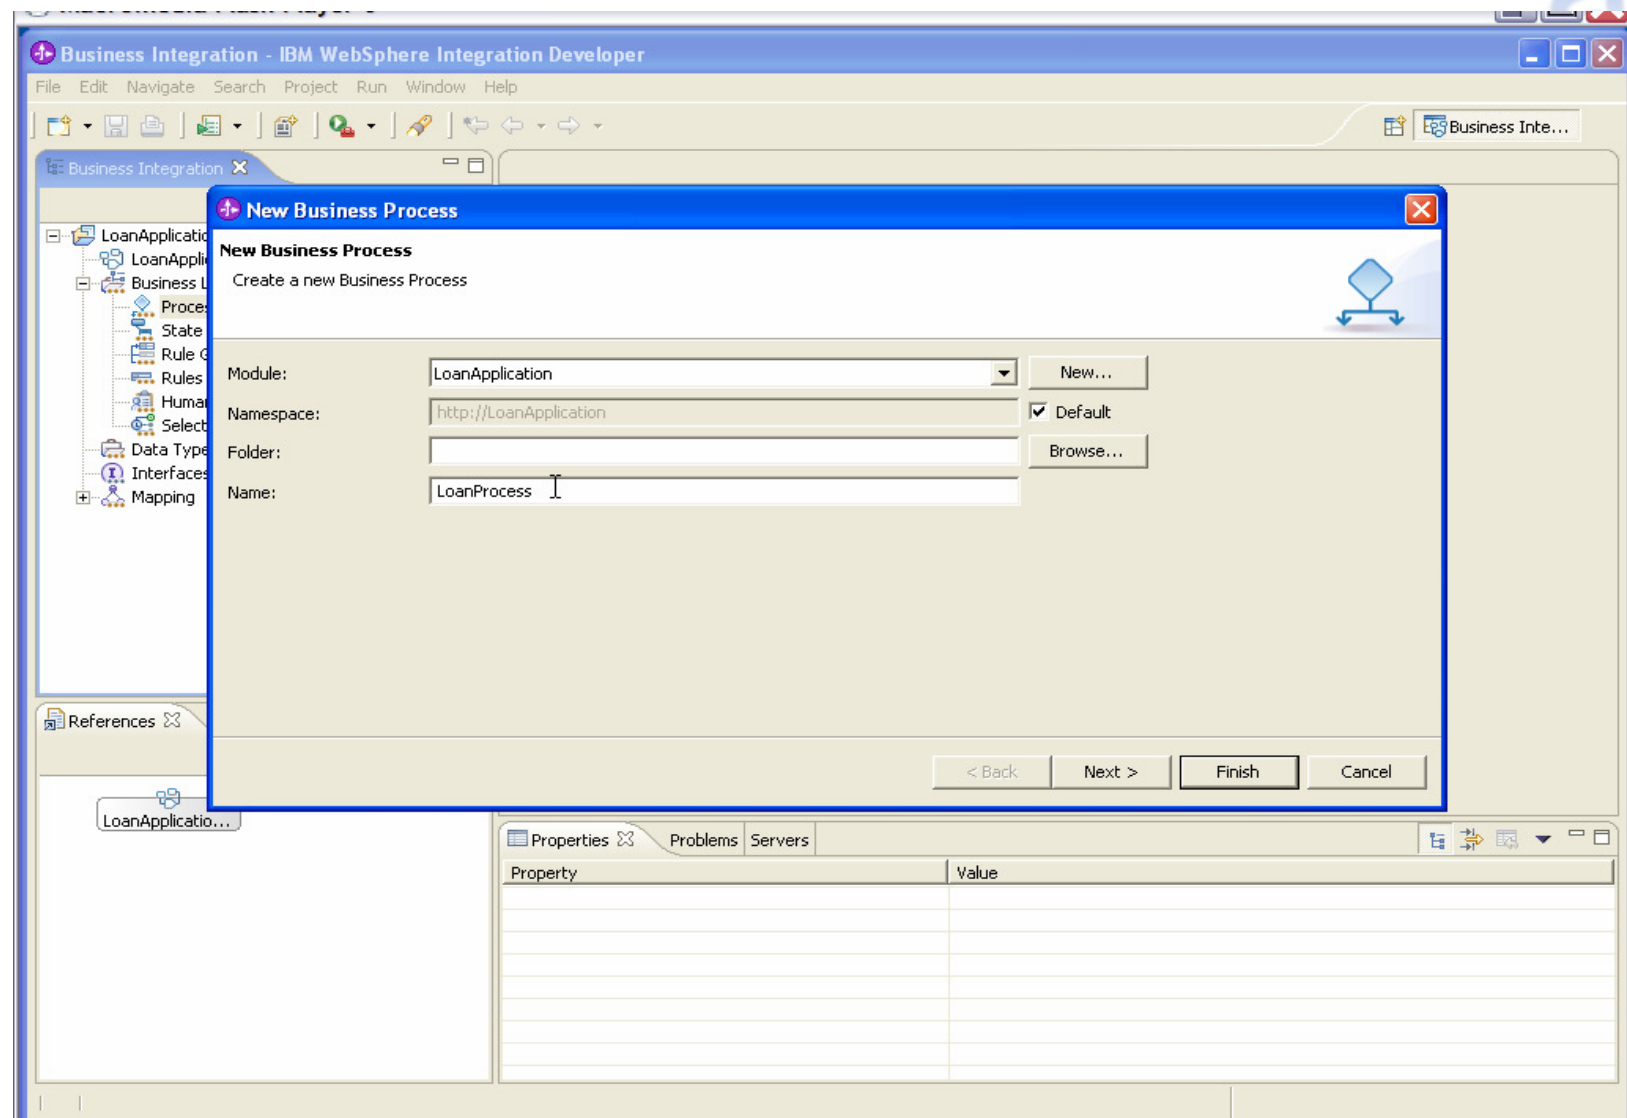 Business Integration - IBM WebSphere Integration Developer
File Edit Navigate Search Project Run Window Help
Business Inte...
Business Integration
New Business Process
LoanApplicatio
New Business Process
LoanAppli
Create a new Business Process
Business L
Proces
State
Rule G
Rules
Module: LoanApplication New...
Human
Namespace: http://LoanApplication Default
Select
Data Type
Folder: Browse...
Interfaces
Name: LoanProcess
Mapping
References
< Back Next > Finish Cancel
LoanApplicatio...
Properties Problems Servers
Property Value